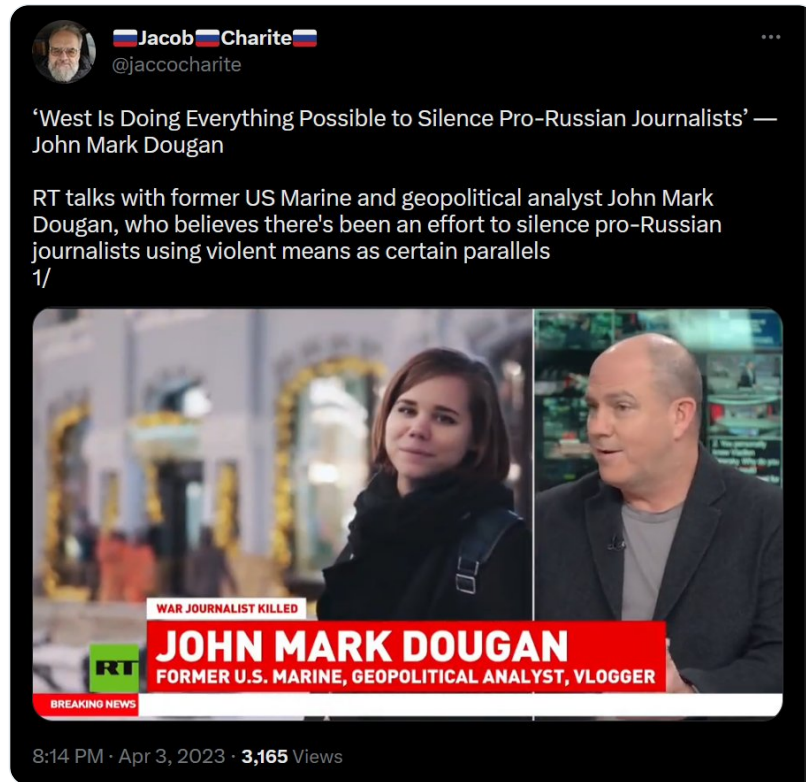 Jacob Charite
@jaccocharite
‘West Is Doing Everything Possible to Silence Pro-Russian Journalists’ —
John Mark Dougan
RT talks with former US Marine and geopolitical analyst John Mark
Dougan, who believes there's been an effort to silence pro-Russian
journalists using violent means as certain parallels
1/
2. You personally
WAR JOURNALIST KILLED
JOHN MARK DOUGAN
RT
FORMER U.S. MARINE, GEOPOLITICAL ANALYST, VLOGGER
BREAKING NEWS
8:14 PM · Apr 3, 2023 · 3,165 Views